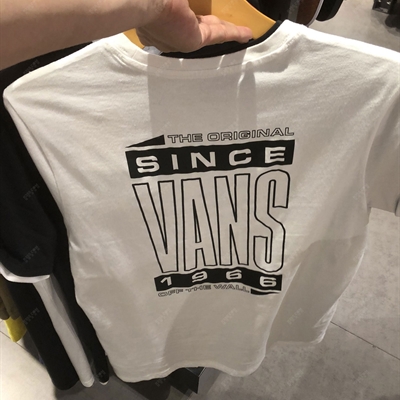 THE ORIGINAL
SINCE
VANS
1966
OFF THE WALL